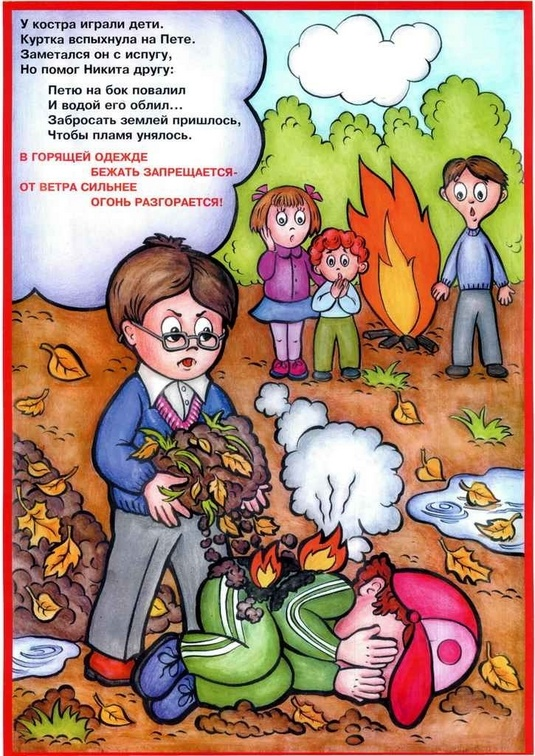 У костра играли дети.
Куртка вспыхнула на Пете.
Заметался он с испугу,
Но помог Никита другу:
Петю на бок повалил
И водой его облил...
Забросать землей пришлось,
Чтобы пламя унялось.
В ГОРЯЩЕЙ ОДЕЖДЕ
БЕЖАТЬ ЗАПРЕЩАЕТСЯ-
ОТ ВЕТРА СИЛЬНЕЕ
ОГОНЬ РАЗГОРАЕТСЯ!